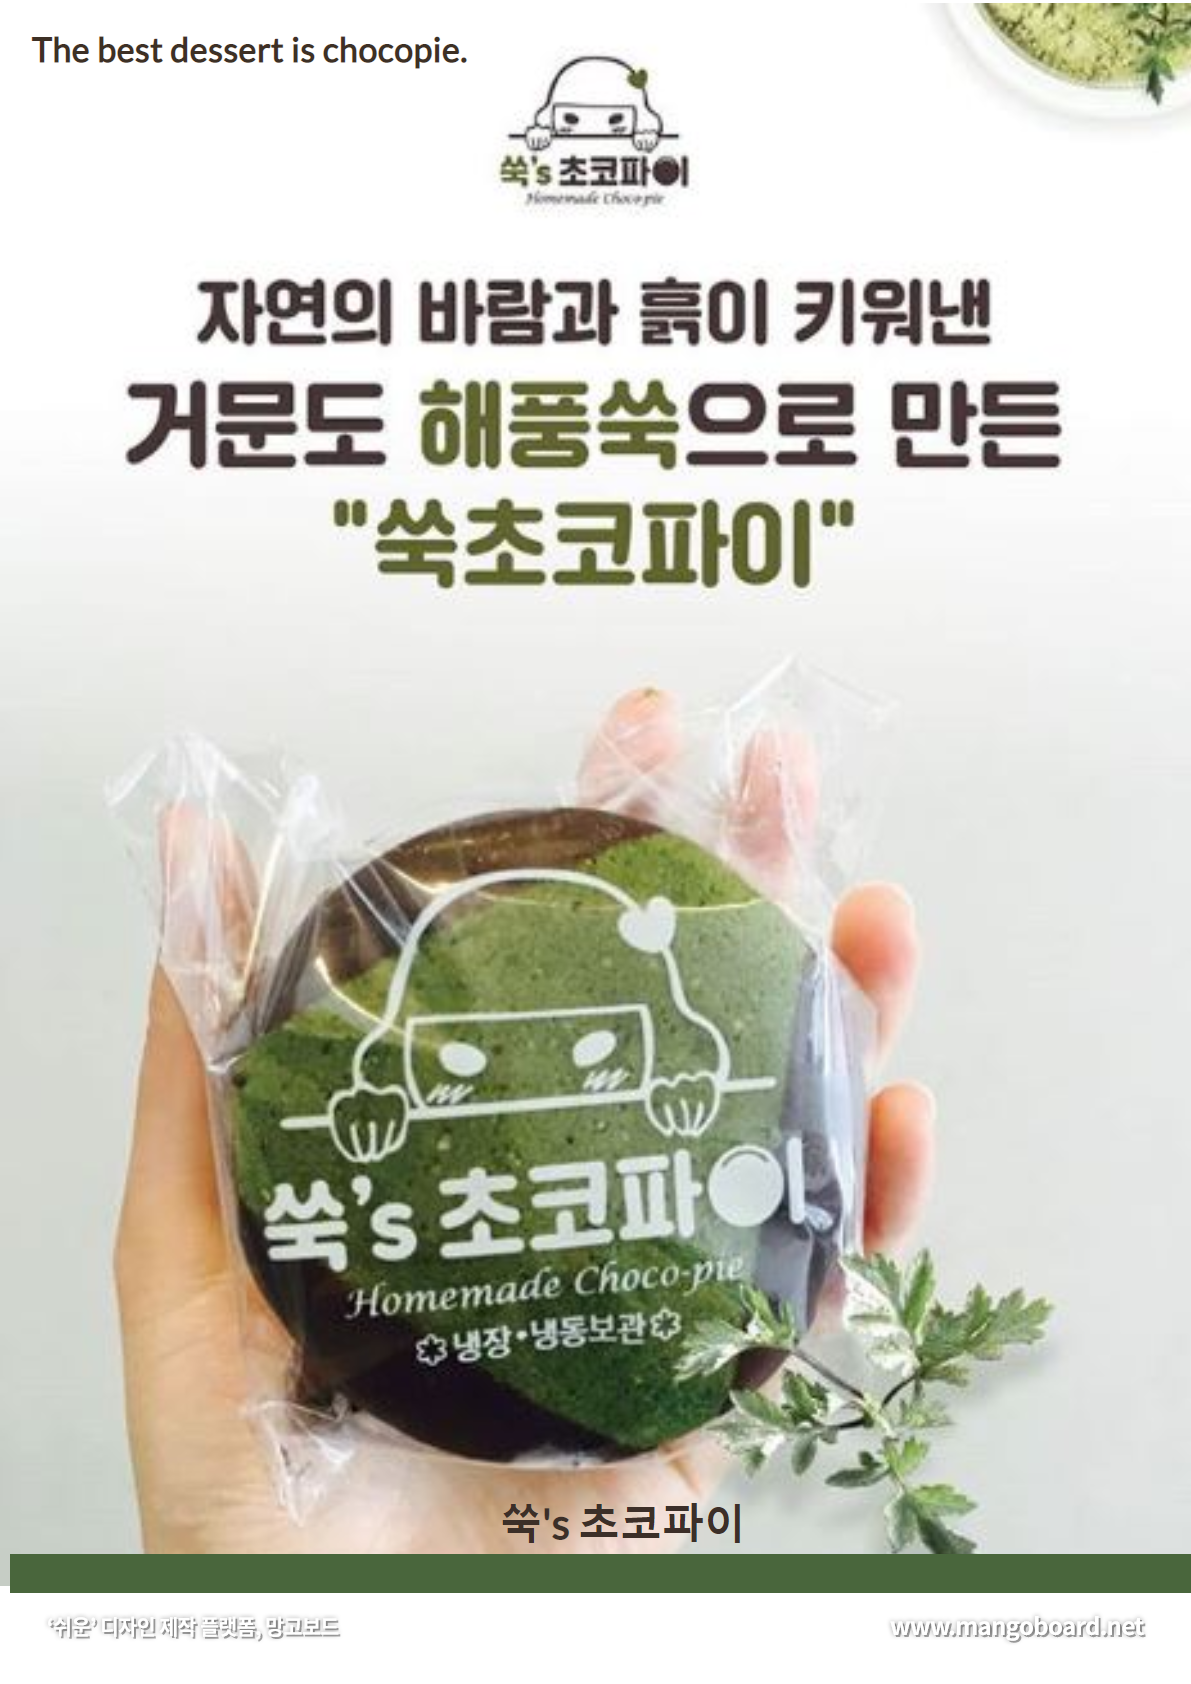 The best dessert is chocopie.
쑥's 초코파이
Homemade Choco pie
자연의 바람과 흙이 키워낸
거문도 해풍쑥으로 만든
"쑥초코파이"
쑥's 초코파이
Homemade Choco-pie
냉장•냉동보관
쑥's 초코파이
'쉬운' 디자인 제작 플랫폼, 망고보드
www.mangoboard.net